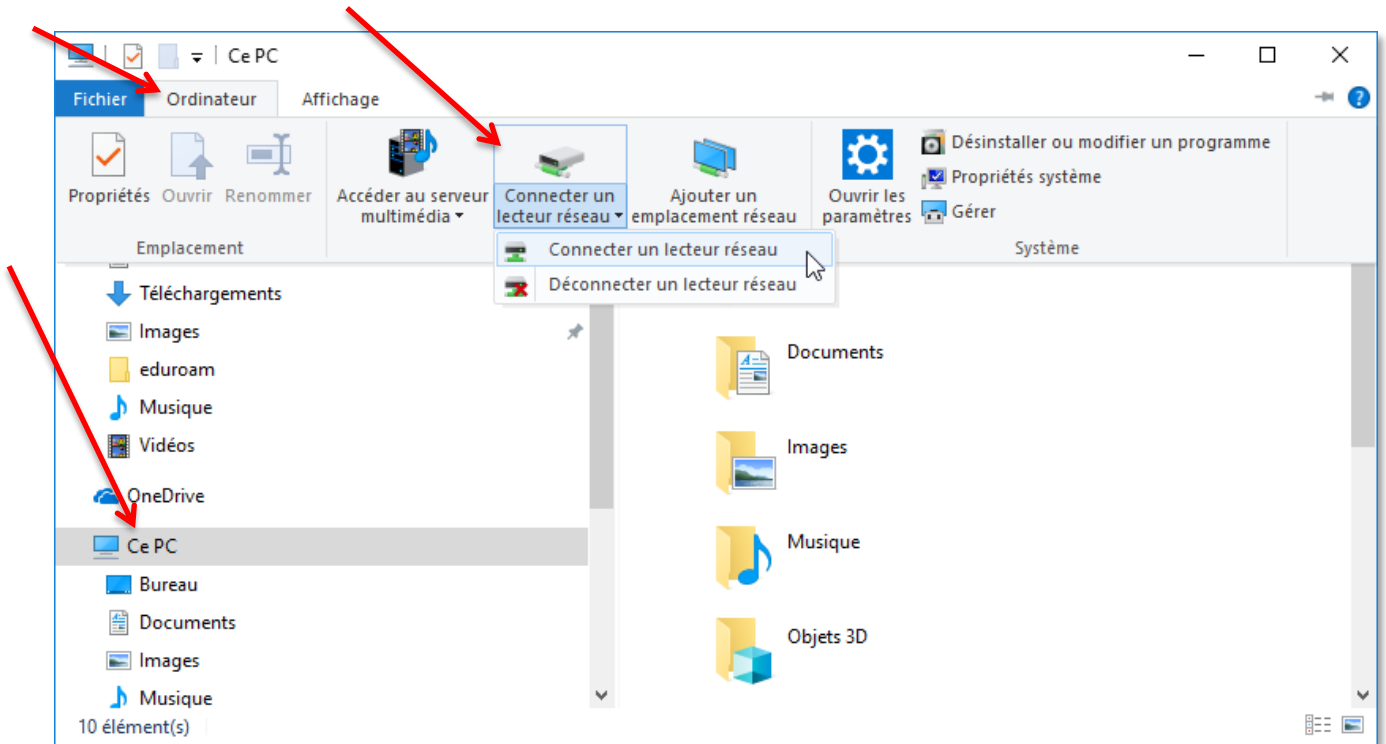 Ce PC
Fichier Ordinateur Affichage
Propriétés Ouvrir Renommer
Accéder au serveur
multimédia
Connecter un
lecteur réseau
Ajouter un
emplacement réseau
Ouvrir les
paramètres
Désinstaller ou modifier un programme
Propriétés système
Gérer
Emplacement
Système
Connecter un lecteur réseau
Déconnecter un lecteur réseau
Téléchargements
Images
eduroam
Musique
Vidéos
OneDrive
Ce PC
Bureau
Documents
Images
Musique
Documents
Images
Musique
Objets 3D
10 élément(s)